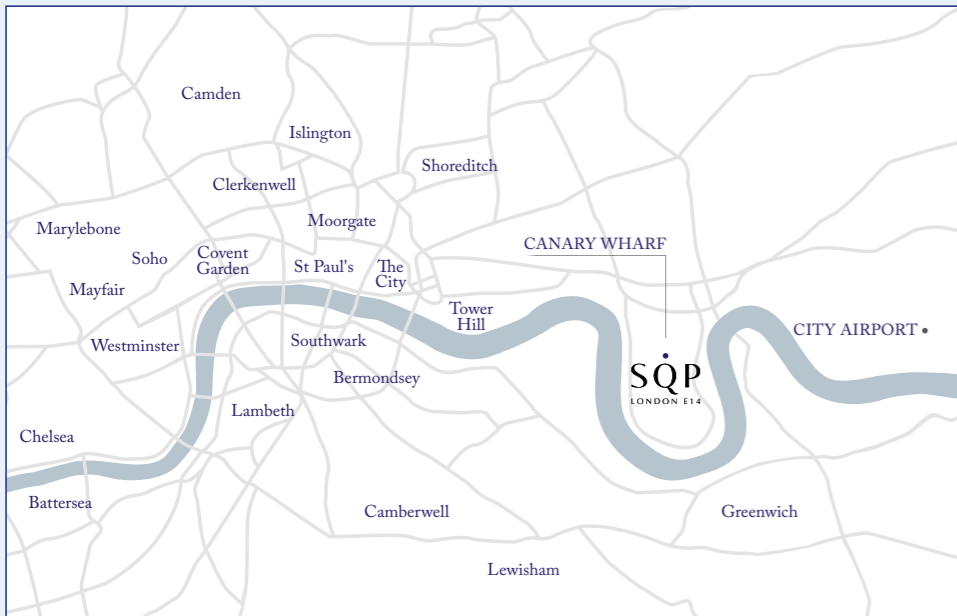 Camden
Islington
Shoreditch
Clerkenwell
Moorgate
Marylebone
Soho
Covent
Garden
St Paul's
The
City
CANARY WHARF
Mayfair
Tower
Hill
CITY AIRPORT
Westminster
Southwark
Bermondsey
SQP
LONDON E14
Lambeth
Chelsea
Battersea
Camberwell
Greenwich
Lewisham